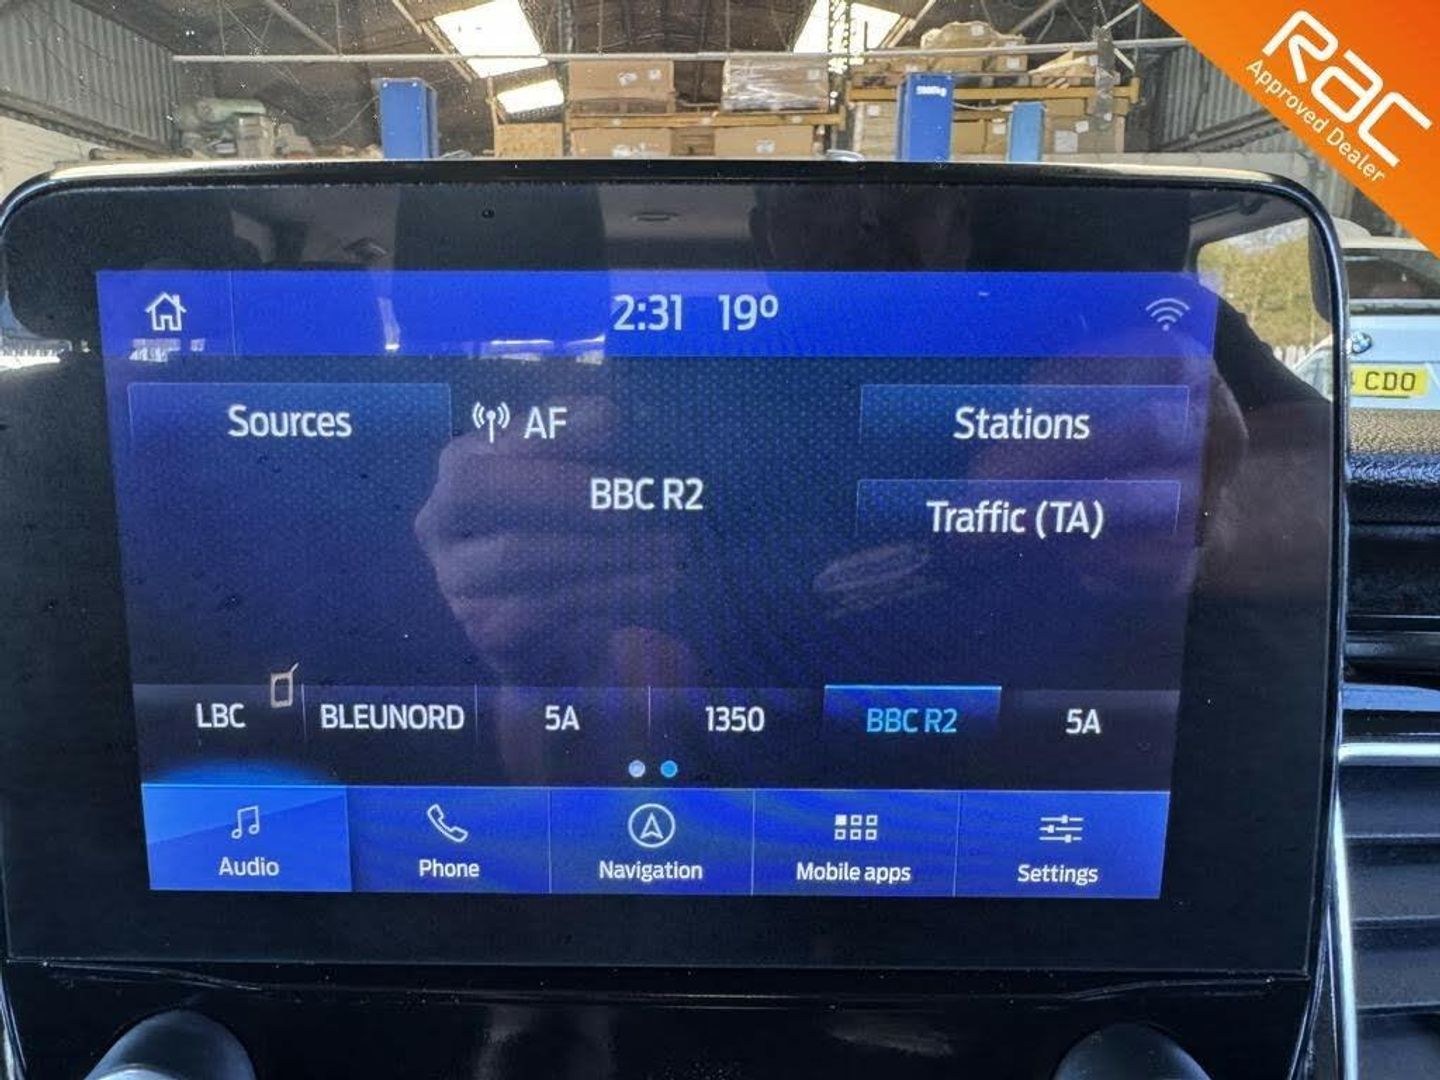 rac
Approved Dealer
2:31 19º
Sources
AF
Stations
BBC R2
Traffic (TA)
LBC
BLEUNORD
5A
1350
BBC R2
5A
Audio
Phone
Navigation
Mobile apps
Settings
CDO